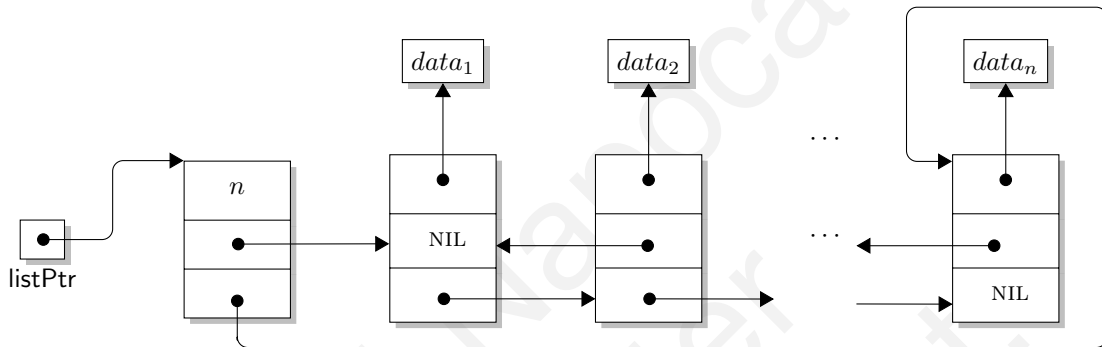 data₁ data₂ dataₙ
...
n
NIL
...
listPtr
NIL